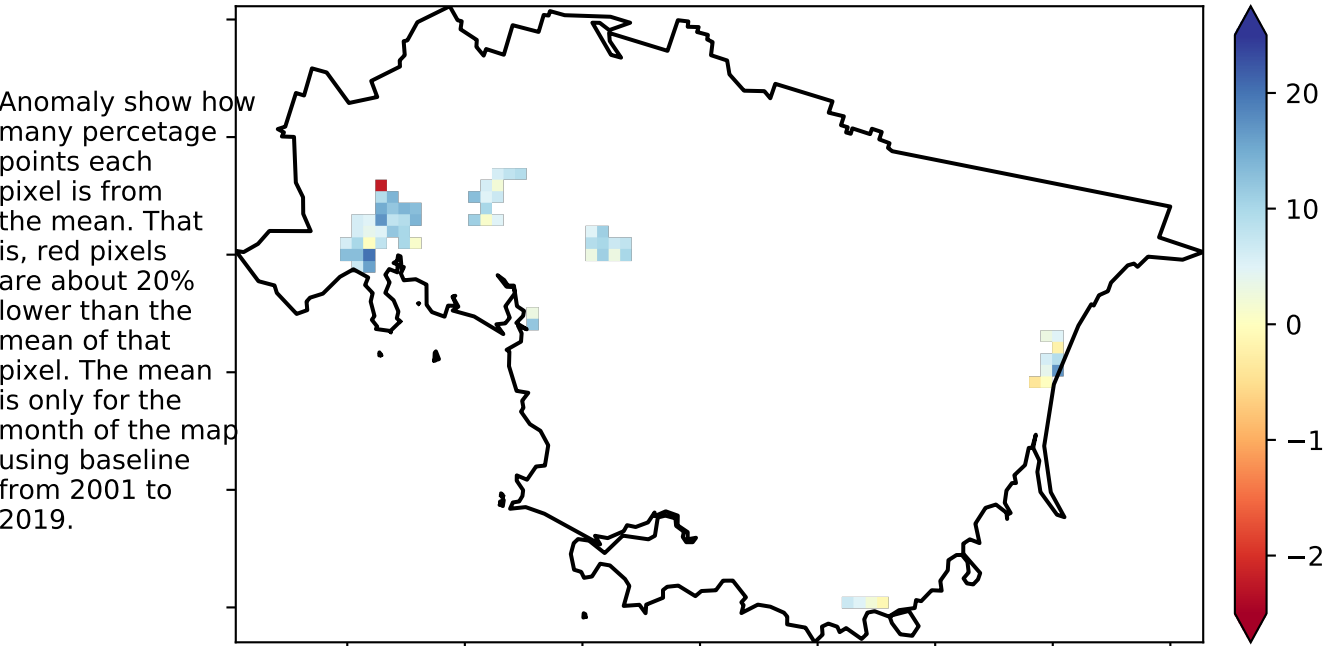 Anomaly show how
many percetage
points each
pixel is from
the mean. That
is, red pixels
are about 20%
lower than the
mean of that
pixel. The mean
is only for the
month of the map
using baseline
from 2001 to
2019.
20
10
0
−1
−2